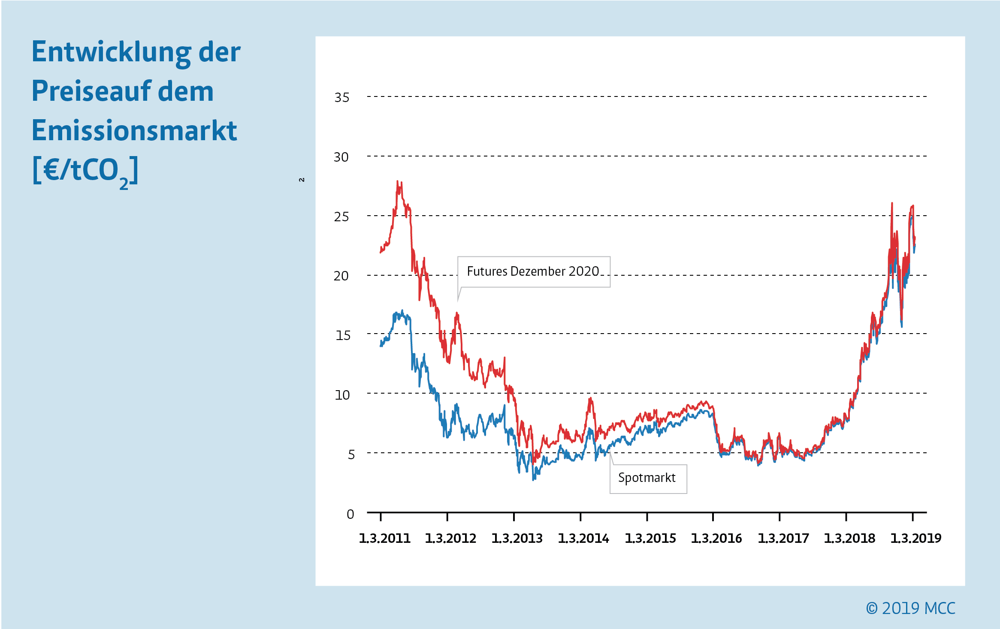 Entwicklung der
Preiseauf dem
Emissionsmarkt
[€/tCO₂]
2
35
30
25
20
15
10
5
0
Futures Dezember 2020
Spotmarkt
1.3.2011 1.3.2012 1.3.2013 1.3.2014 1.3.2015 1.3.2016 1.3.2017 1.3.2018 1.3.2019
© 2019 MCC